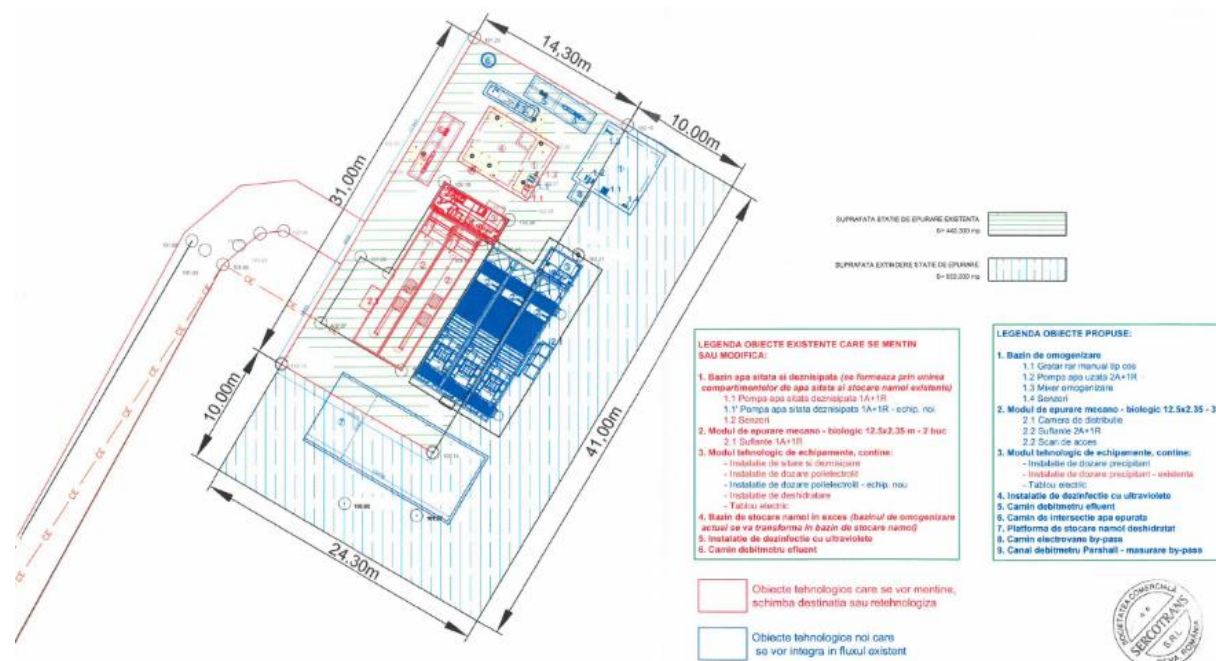 14,30m
10,00m
31,00m
10,00m
41,00m
24,30m
SUPRAFATA STATIE DE EPURARE EXISTENTA
SUPRAFATA EXTINDERE STATIE DE EPURARE
LEGENDA OBIECTE EXISTENTE CARE SE MENTIN
SAU MODIFICA:
1. Bazin apa sitata si deznisipata (se formeaza prin unirea
compartimentelor de apa sitata si stocare namol existente)
1.1 Pompa apa sitata deznisipata 1A+1R
1.1' Pompa apa sitata deznisipata 1A+1R - echip. noi
1.2 Senzori
2. Modul de epurare mecano - biologic 12.5x2.35 m - 2 buc
2.1 Suflante 1A+1R
3. Modul tehnologic de echipamente, contine:
- Instalatie de sitare si deznisipare
- Instalatie de dozare polielectrolit
- Instalatie de dozare polielectrolit - echip. nou
- Instalatie de deshidratare
- Tablou electric
4. Bazin de stocare namol in exces (bazinul de omogenizare
actual se va transforma in bazin de stocare namol)
5. Instalatie de dezinfectie cu ultraviolete
6. Camin debitmetru efluent
LEGENDA OBIECTE PROPUSE:
1. Bazin de omogenizare
1.1 Gratar rar manual tip cos
1.2 Pompe apa uzata 2A+1R
1.3 Mixer omogenizare
1.4 Senzori
2. Modul de epurare mecano - biologic 12.5x2.35 - 3
2.1 Camera de distributie
2.2 Suflante 2A+1R
2.2 Scari de acces
3. Modul tehnologic de echipamente, contine:
- Instalatie de dozare precipitant
- Instalatie de dozare precipitant - existenta
- Tablou electric
4. Instalatie de dezinfectie cu ultraviolete
5. Camin debitmetru efluent
6. Camin de intersectie apa epurata
7. Platforma de stocare namol deshidratat
8. Camin electrovane by-pass
9. Canal debitmetru Parshall - masurare by-pass
Obiecte tehnologice care se vor mentine,
schimba destinatia sau retehnologiza
Obiecte tehnologice noi care
se vor integra in fluxul existent
SOCIETATEA COMERCIALA
SERCOTRANS
S.R.L.
ROMÂNIA